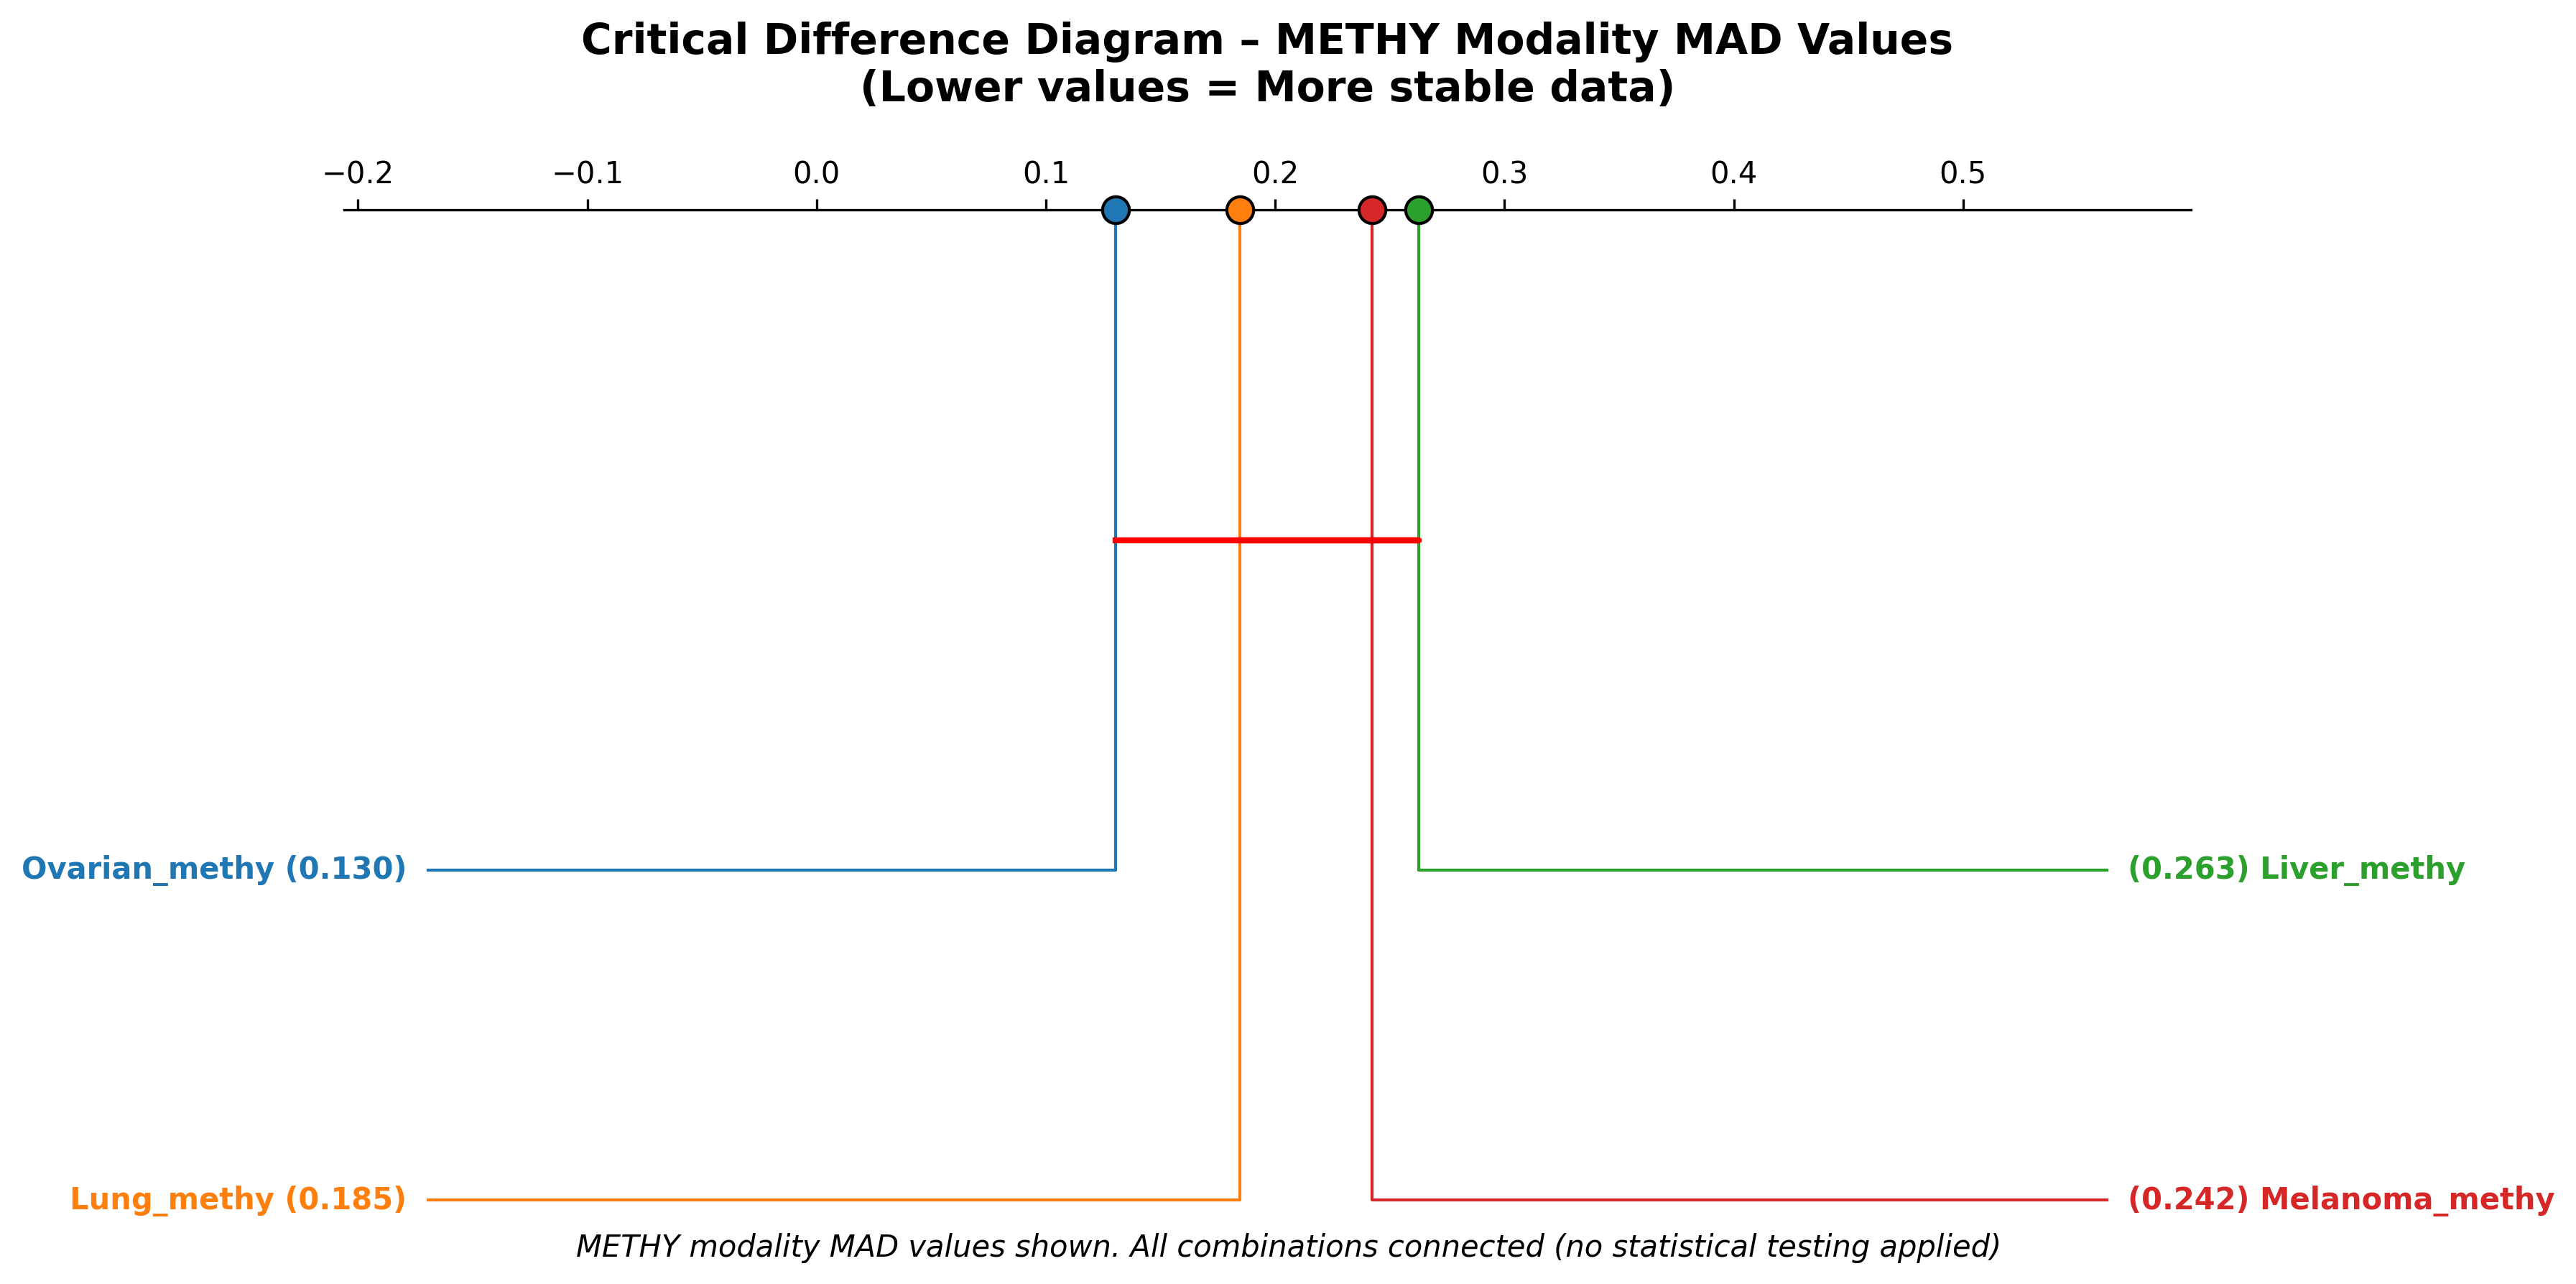 Critical Difference Diagram – METHY Modality MAD Values
(Lower values = More stable data)
−0.2 −0.1 0.0 0.1 0.2 0.3 0.4 0.5
Ovarian_methy (0.130) (0.263) Liver_methy
Lung_methy (0.185) (0.242) Melanoma_methy
METHY modality MAD values shown. All combinations connected (no statistical testing applied)